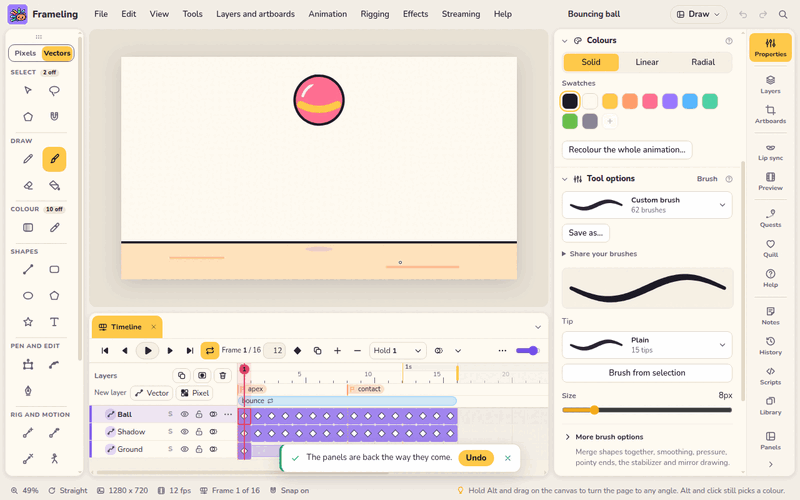 Frameling
File Edit View Tools Layers and artboards Animation Rigging Effects Streaming Help
Bouncing ball
Draw
Pixels Vectors
SELECT 2 off
DRAW
COLOUR 10 off
SHAPES
PEN AND EDIT
RIG AND MOTION
Colours
Solid Linear Radial
Swatches
Recolour the whole animation...
Tool options Brush
Custom brush
62 brushes
Save as...
Share your brushes
Tip
Plain
15 tips
Brush from selection
Size 8px
More brush options
Merge shapes together, smoothing, pressure,
pointy ends, the stabilizer and mirror drawing.
Properties
Layers
Artboards
Lip sync
Preview
Quests
Quill
Help
Notes
History
Scripts
Library
Panels
Timeline
Frame 1 / 16 12 Hold 1
1s
Layers 1 5 10 15 20
New layer Vector Pixel apex contact
bounce
Ball S
Shadow S
Ground S
The panels are back the way they come. Undo
49% Straight 1280 x 720 12 fps Frame 1 of 16 Snap on
Hold Alt and drag on the canvas to turn the page to any angle. Alt and click still picks a colour.